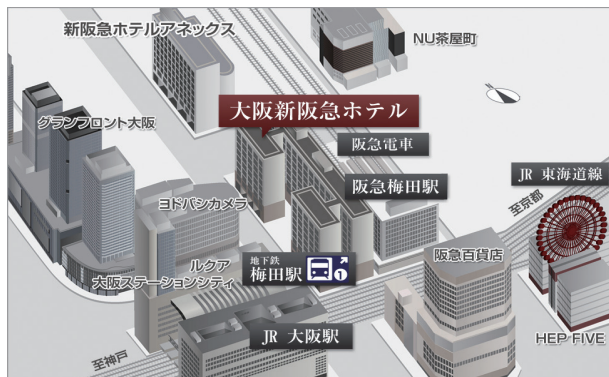 新阪急ホテルアネックス
NU茶屋町
大阪新阪急ホテル
グランフロント大阪
阪急電車
JR 東海道線
阪急梅田駅
至京都
ヨドバシカメラ
地下鉄
梅田駅
1
阪急百貨店
ルクア
大阪ステーションシティ
JR 大阪駅
HEP FIVE
至神戸